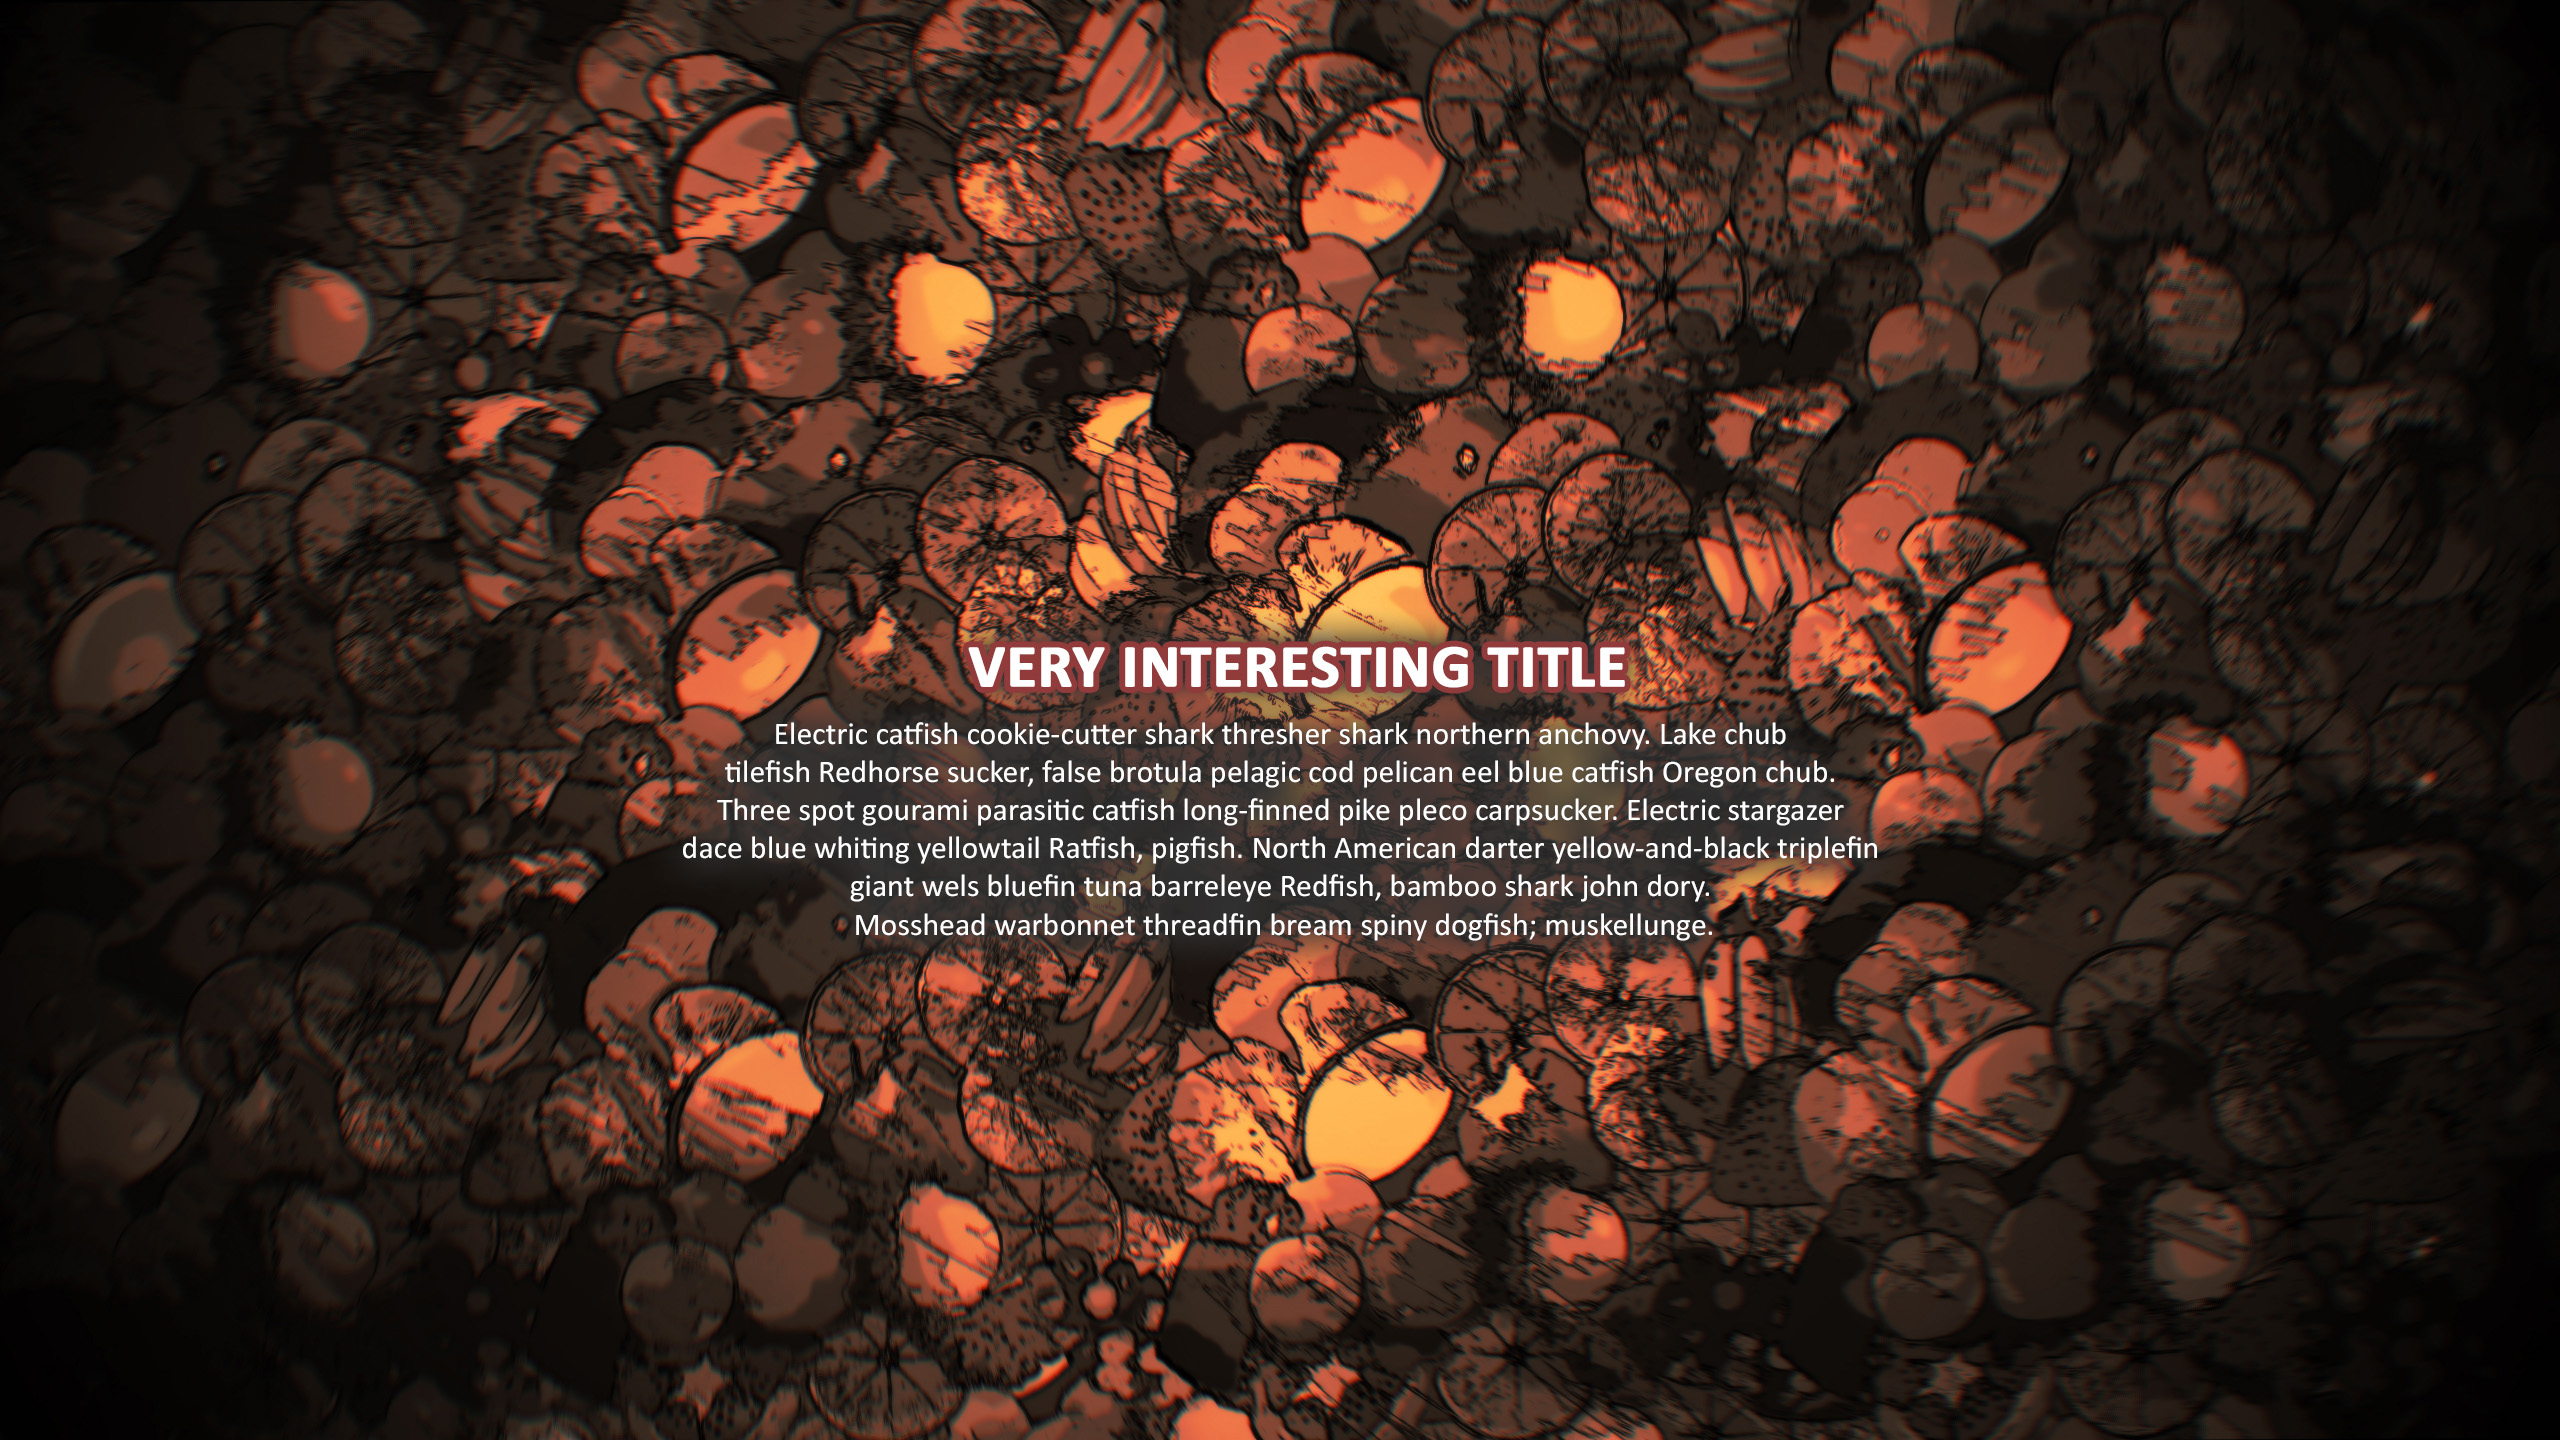 VERY INTERESTING TITLE
Electric catfish cookie-cutter shark thresher shark northern anchovy. Lake chub
tilefish Redhorse sucker, false brotula pelagic cod pelican eel blue catfish Oregon chub.
Three spot gourami parasitic catfish long-finned pike pleco carpsucker. Electric stargazer
dace blue whiting yellowtail Ratfish, pigfish. North American darter yellow-and-black triplefin
giant wels bluefin tuna barreleye Redfish, bamboo shark john dory.
Mosshead warbonnet threadfin bream spiny dogfish; muskellunge.